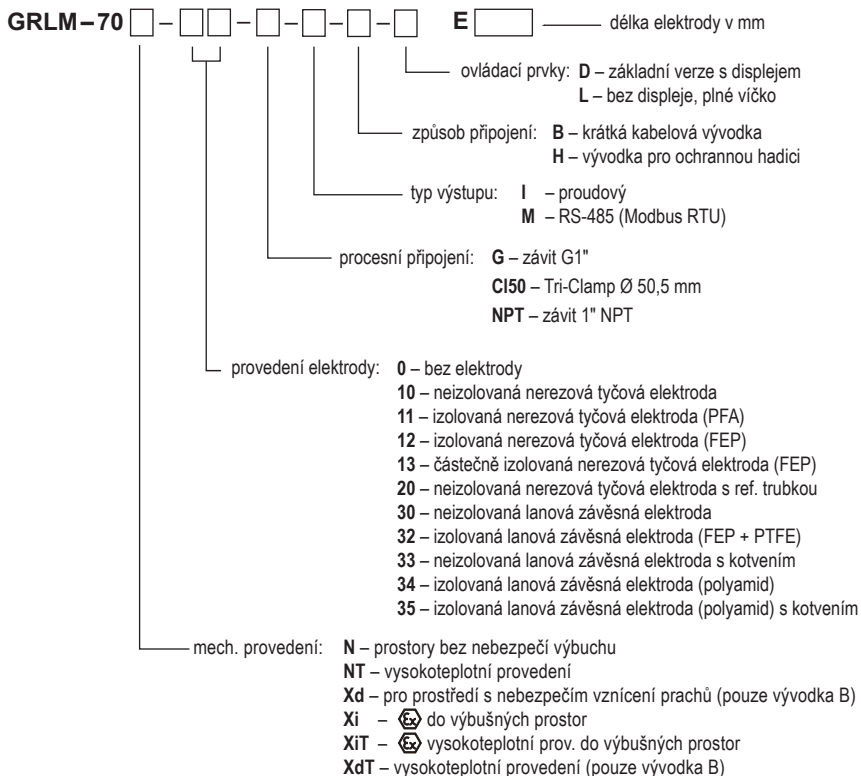 GRLM–70 – – – – – E délka elektrody v mm
ovládací prvky: D – základní verze s displejem
L – bez displeje, plné víčko
způsob připojení: B – krátká kabelová vývodka
H – vývodka pro ochrannou hadici
typ výstupu: I – proudový
M – RS-485 (Modbus RTU)
procesní připojení: G – závit G1"
Cl50 – Tri-Clamp Ø 50,5 mm
NPT – závit 1" NPT
provedení elektrody: 0 – bez elektrody
10 – neizolovaná nerezová tyčová elektroda
11 – izolovaná nerezová tyčová elektroda (PFA)
12 – izolovaná nerezová tyčová elektroda (FEP)
13 – částečně izolovaná nerezová tyčová elektroda (FEP)
20 – neizolovaná nerezová tyčová elektroda s ref. trubkou
30 – neizolovaná lanová závěsná elektroda
32 – izolovaná lanová závěsná elektroda (FEP + PTFE)
33 – neizolovaná lanová závěsná elektroda s kotvením
34 – izolovaná lanová závěsná elektroda (polyamid)
35 – izolovaná lanová závěsná elektroda (polyamid) s kotvením
mech. provedení: N – prostory bez nebezpečí výbuchu
NT – vysokoteplotní provedení
Xd – pro prostředí s nebezpečím vznícení prachů (pouze vývodka B)
Xi – Ex do výbušných prostor
XiT – Ex vysokoteplotní prov. do výbušných prostor
XdT – vysokoteplotní provedení (pouze vývodka B)